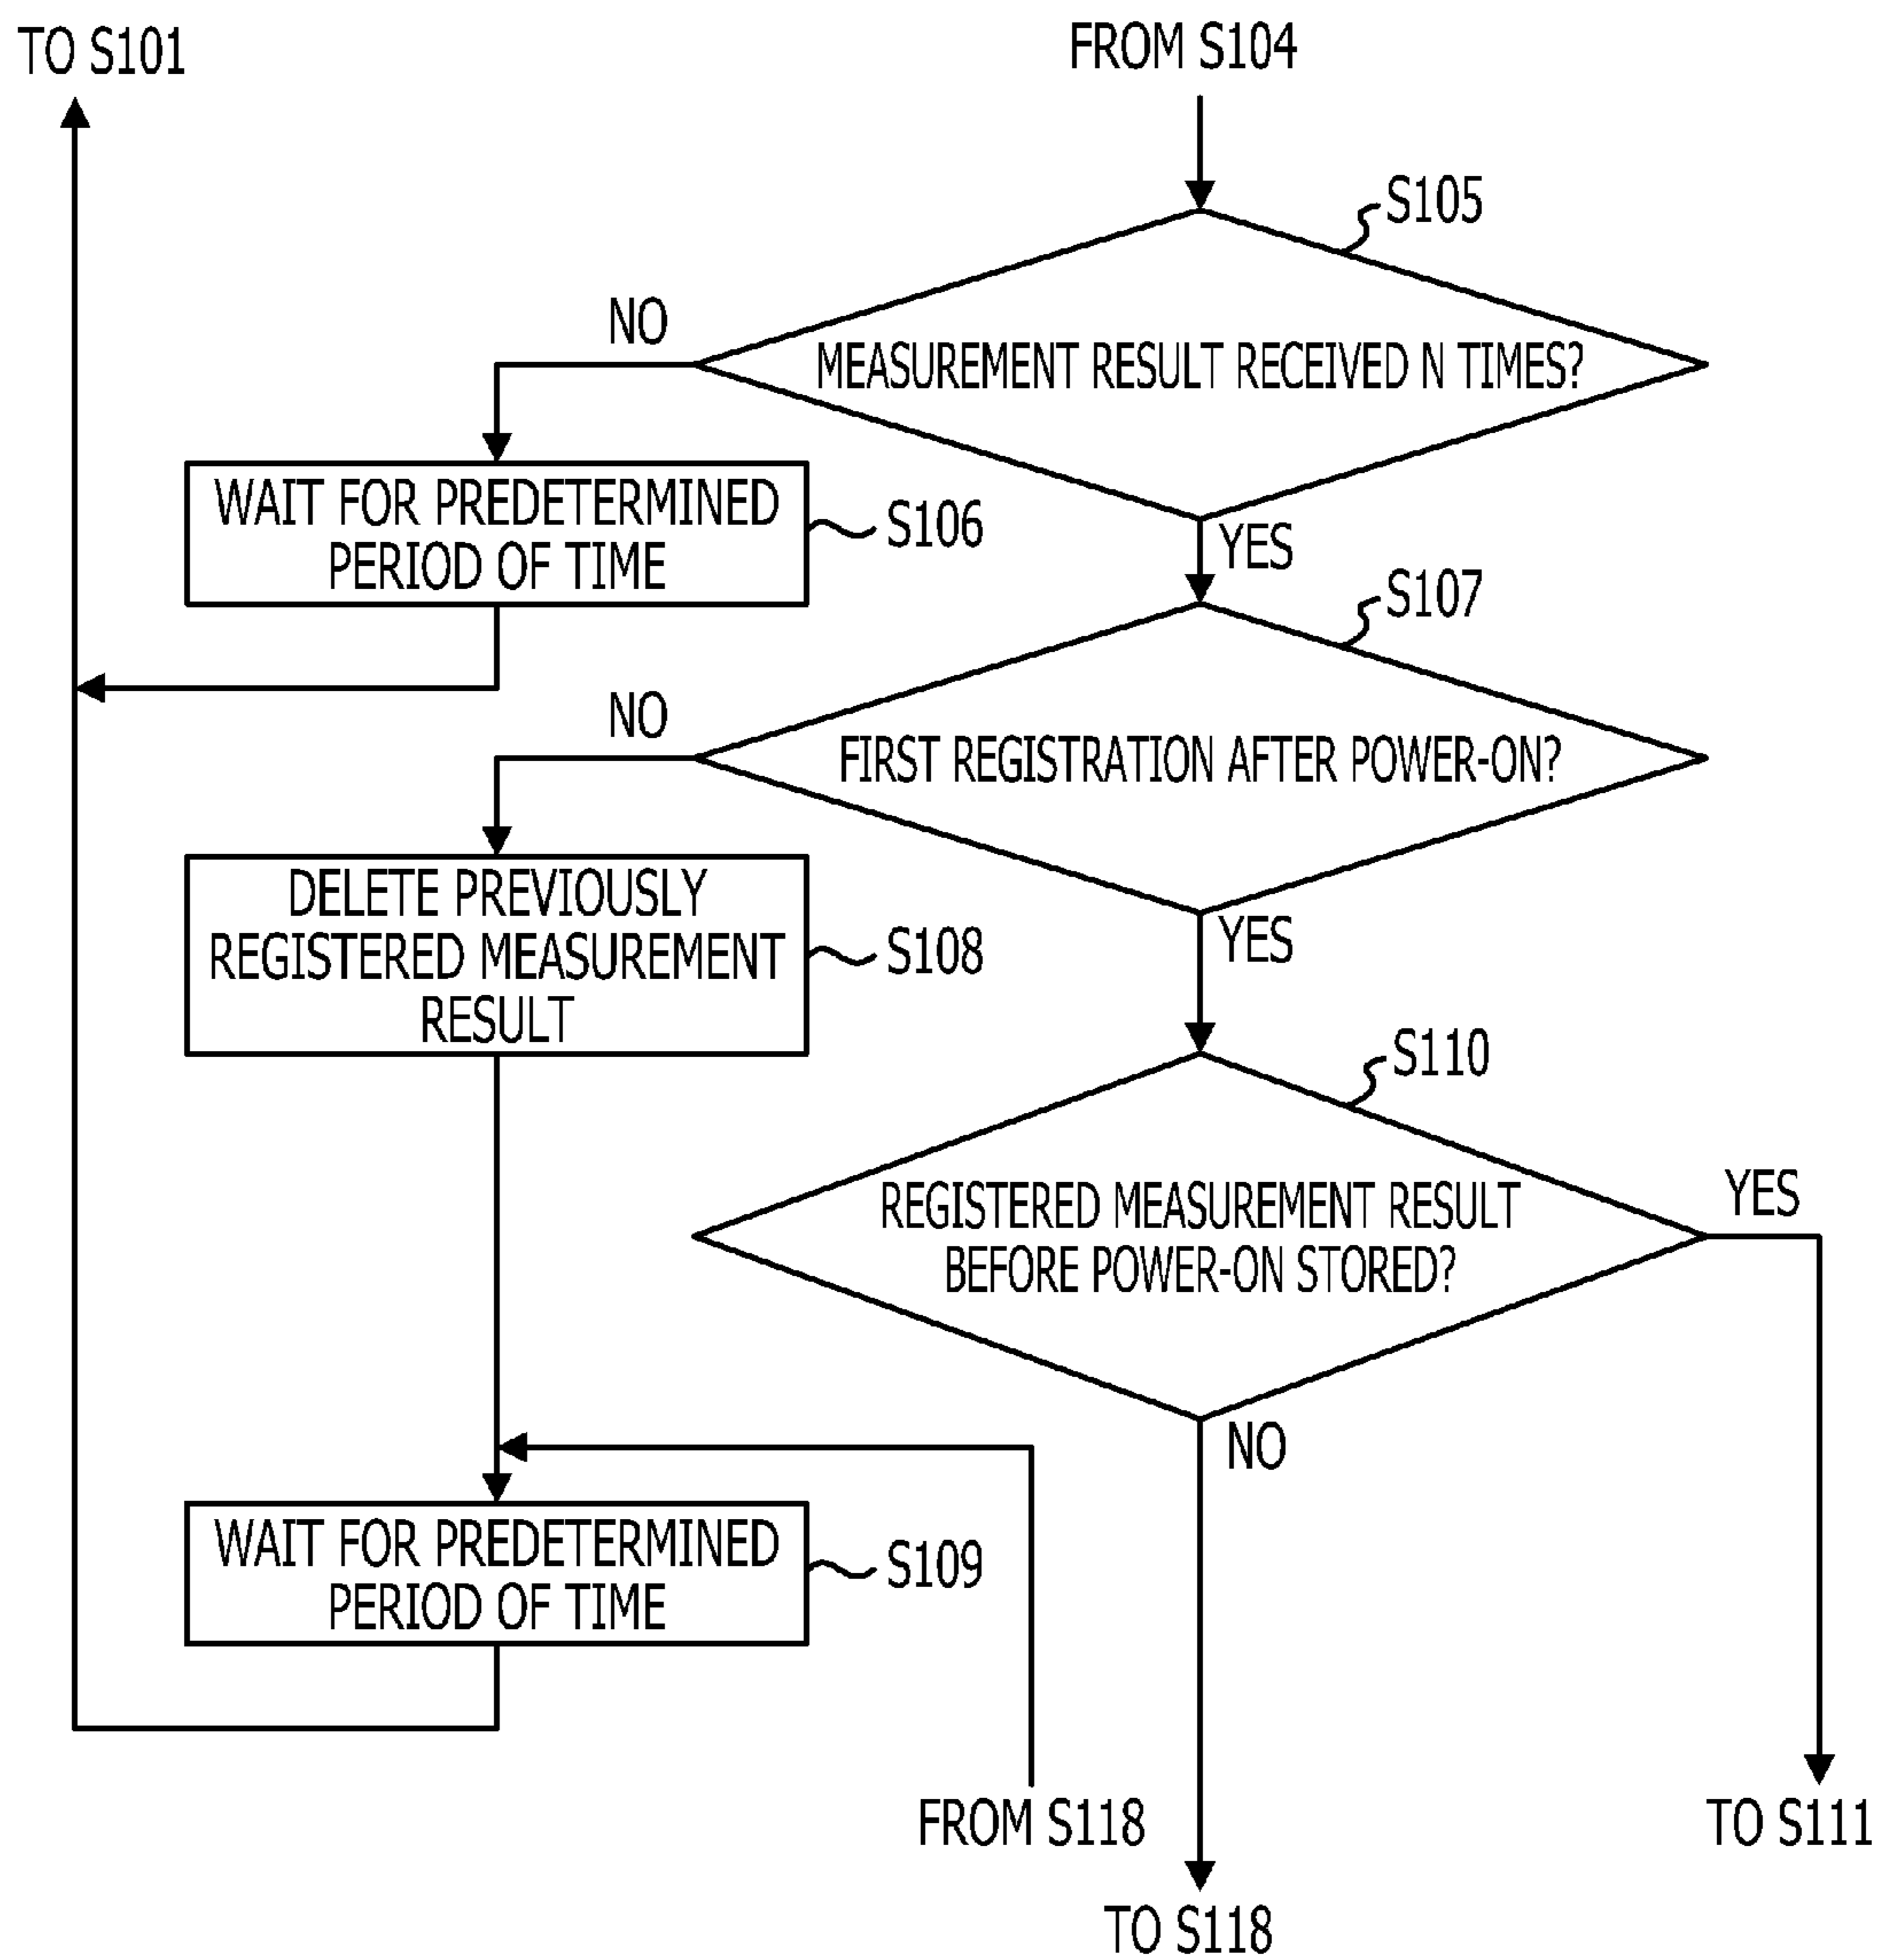 TO S101
FROM S104
S105
NO
MEASUREMENT RESULT RECEIVED N TIMES?
WAIT FOR PREDETERMINED
PERIOD OF TIME
S106
YES
S107
NO
FIRST REGISTRATION AFTER POWER-ON?
DELETE PREVIOUSLY
REGISTERED MEASUREMENT
RESULT
S108
YES
S110
REGISTERED MEASUREMENT RESULT
BEFORE POWER-ON STORED?
YES
NO
WAIT FOR PREDETERMINED
PERIOD OF TIME
S109
FROM S118
TO S111
TO S118